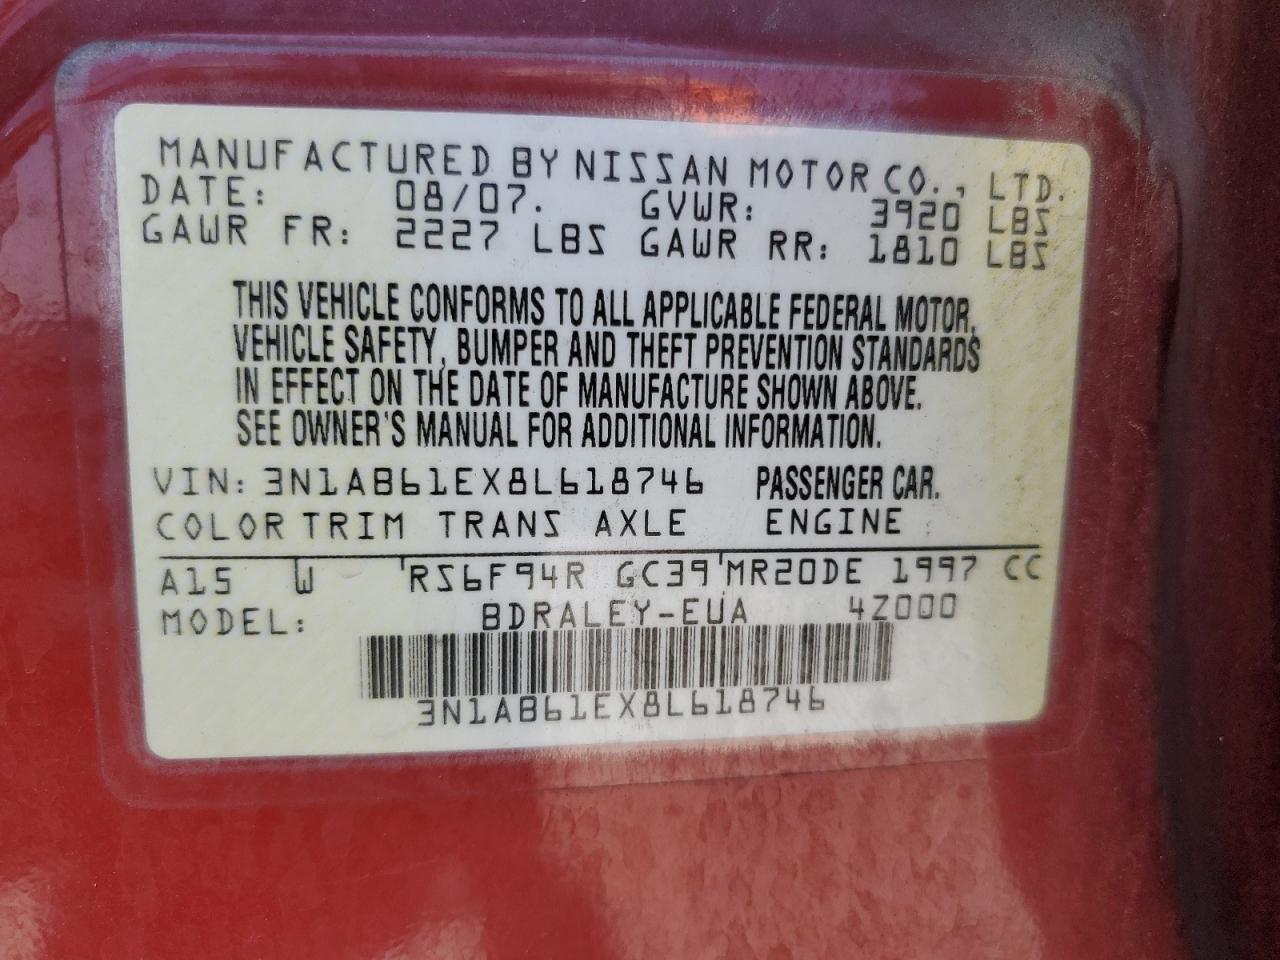 MANUFACTURED BY NISSAN MOTOR CO., LTD.
DATE: 08/07. GVWR: 3920 LBS
GAWR FR: 2227 LBS GAWR RR: 1810 LBS
THIS VEHICLE CONFORMS TO ALL APPLICABLE FEDERAL MOTOR,
VEHICLE SAFETY, BUMPER AND THEFT PREVENTION STANDARDS
IN EFFECT ON THE DATE OF MANUFACTURE SHOWN ABOVE.
SEE OWNER'S MANUAL FOR ADDITIONAL INFORMATION.
VIN: 3N1AB61EX8L618746 PASSENGER CAR.
COLOR TRIM TRANS AXLE ENGINE
A15 W RS6F94R GC39 MR20DE 1997 CC
MODEL: BDRALEY-EUA 4Z000
3N1AB61EX8L618746